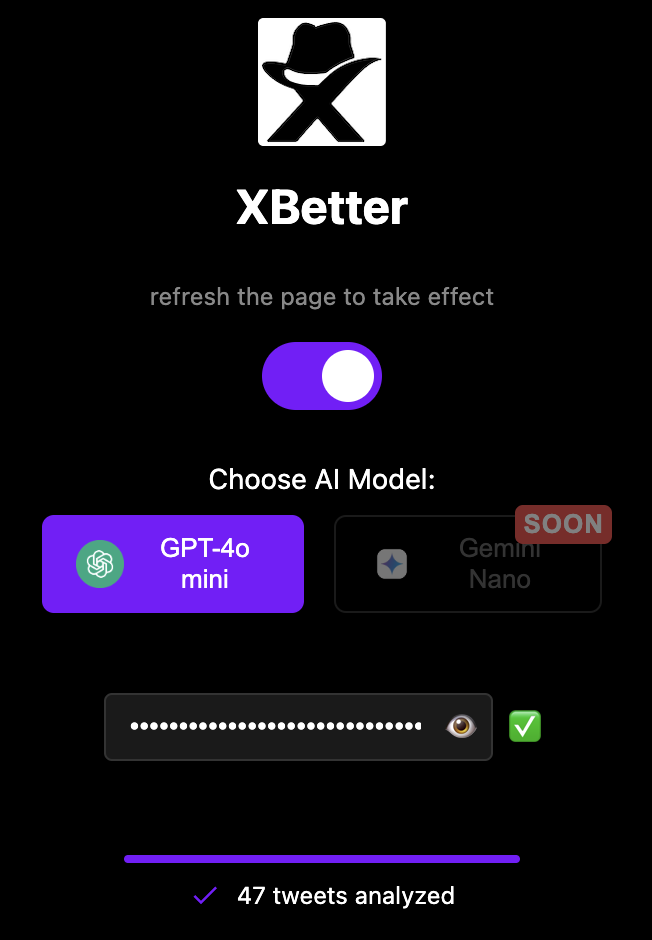 XBetter
refresh the page to take effect
Choose AI Model:
GPT-4o
mini
SOON
Gemini
Nano
••••••••••••••••••••••••••••••
47 tweets analyzed